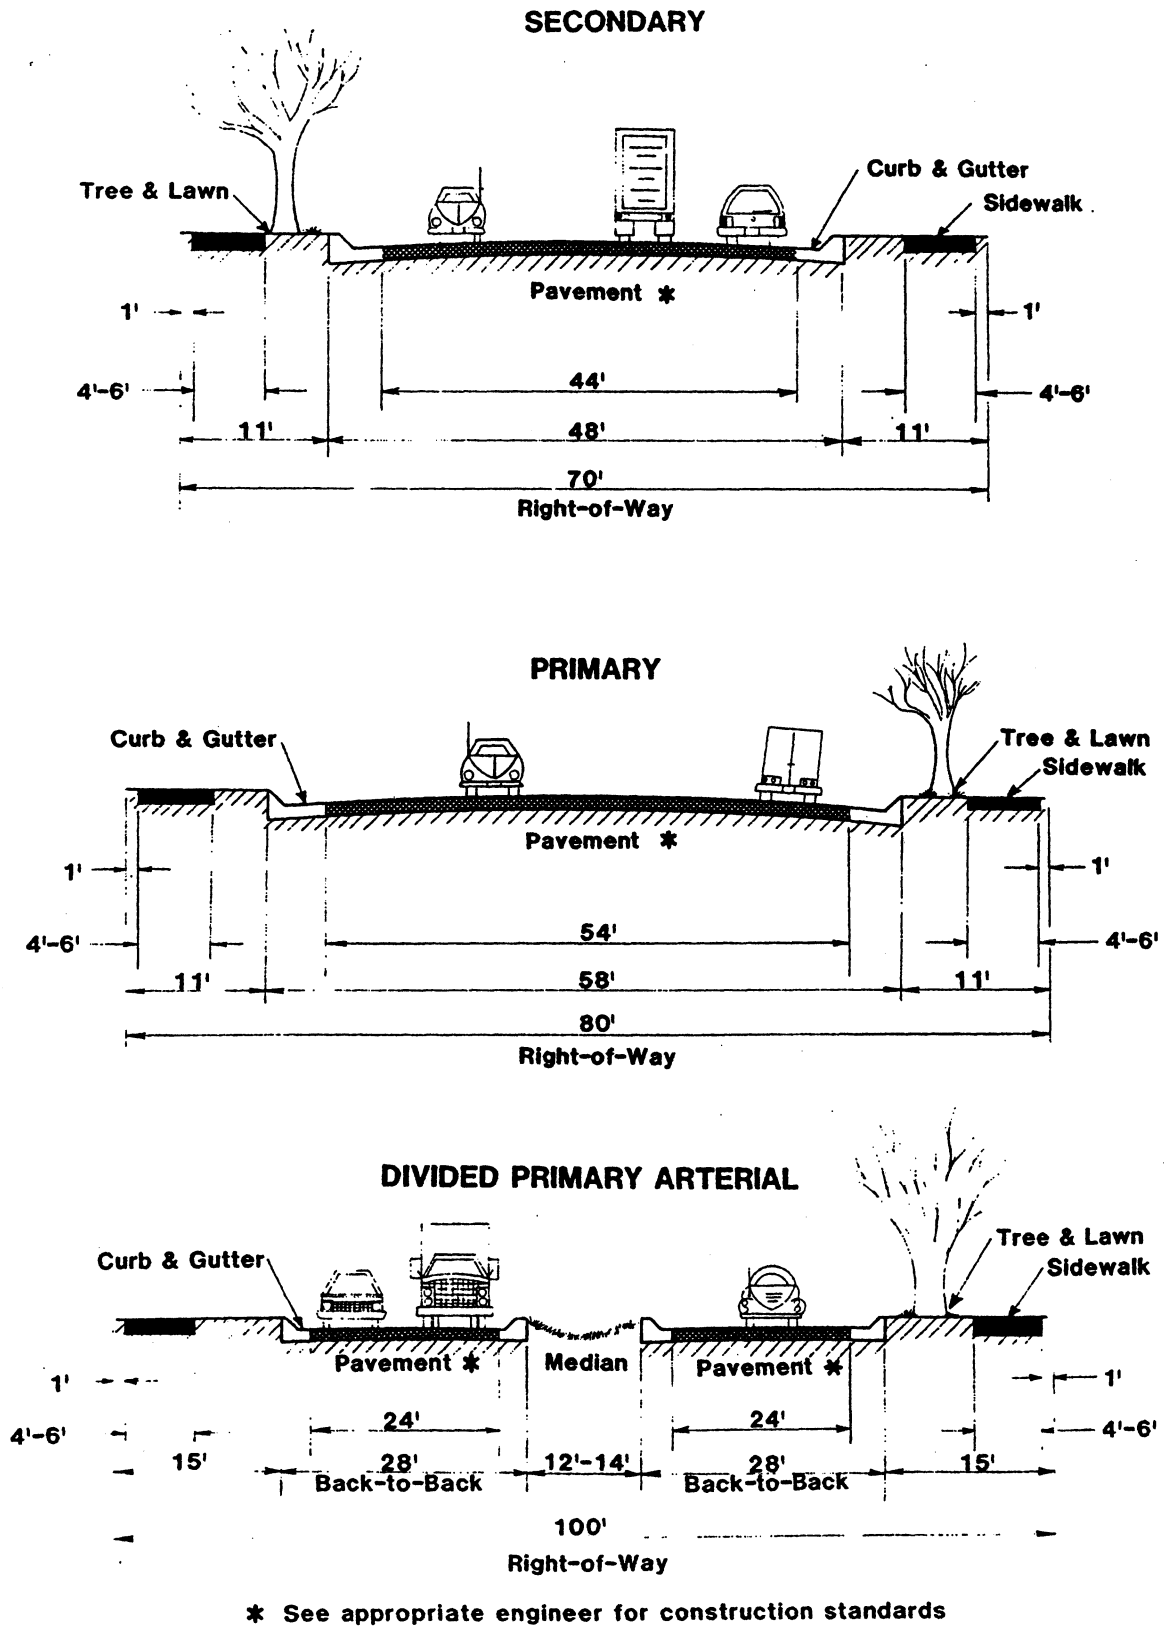 SECONDARY
Tree & Lawn
Curb & Gutter
Sidewalk
Pavement *
1'
1'
4'-6'
44'
4'-6'
11'
48'
11'
70'
Right-of-Way
PRIMARY
Curb & Gutter
Tree & Lawn
Sidewalk
Pavement *
1'
1'
4'-6'
54'
4'-6'
11'
58'
11'
80'
Right-of-Way
DIVIDED PRIMARY ARTERIAL
Curb & Gutter
Tree & Lawn
Sidewalk
Pavement *
Median
Pavement *
1'
1'
4'-6'
24'
24'
4'-6'
15'
28'
12'-14'
28'
15'
Back-to-Back
Back-to-Back
100'
Right-of-Way
* See appropriate engineer for construction standards